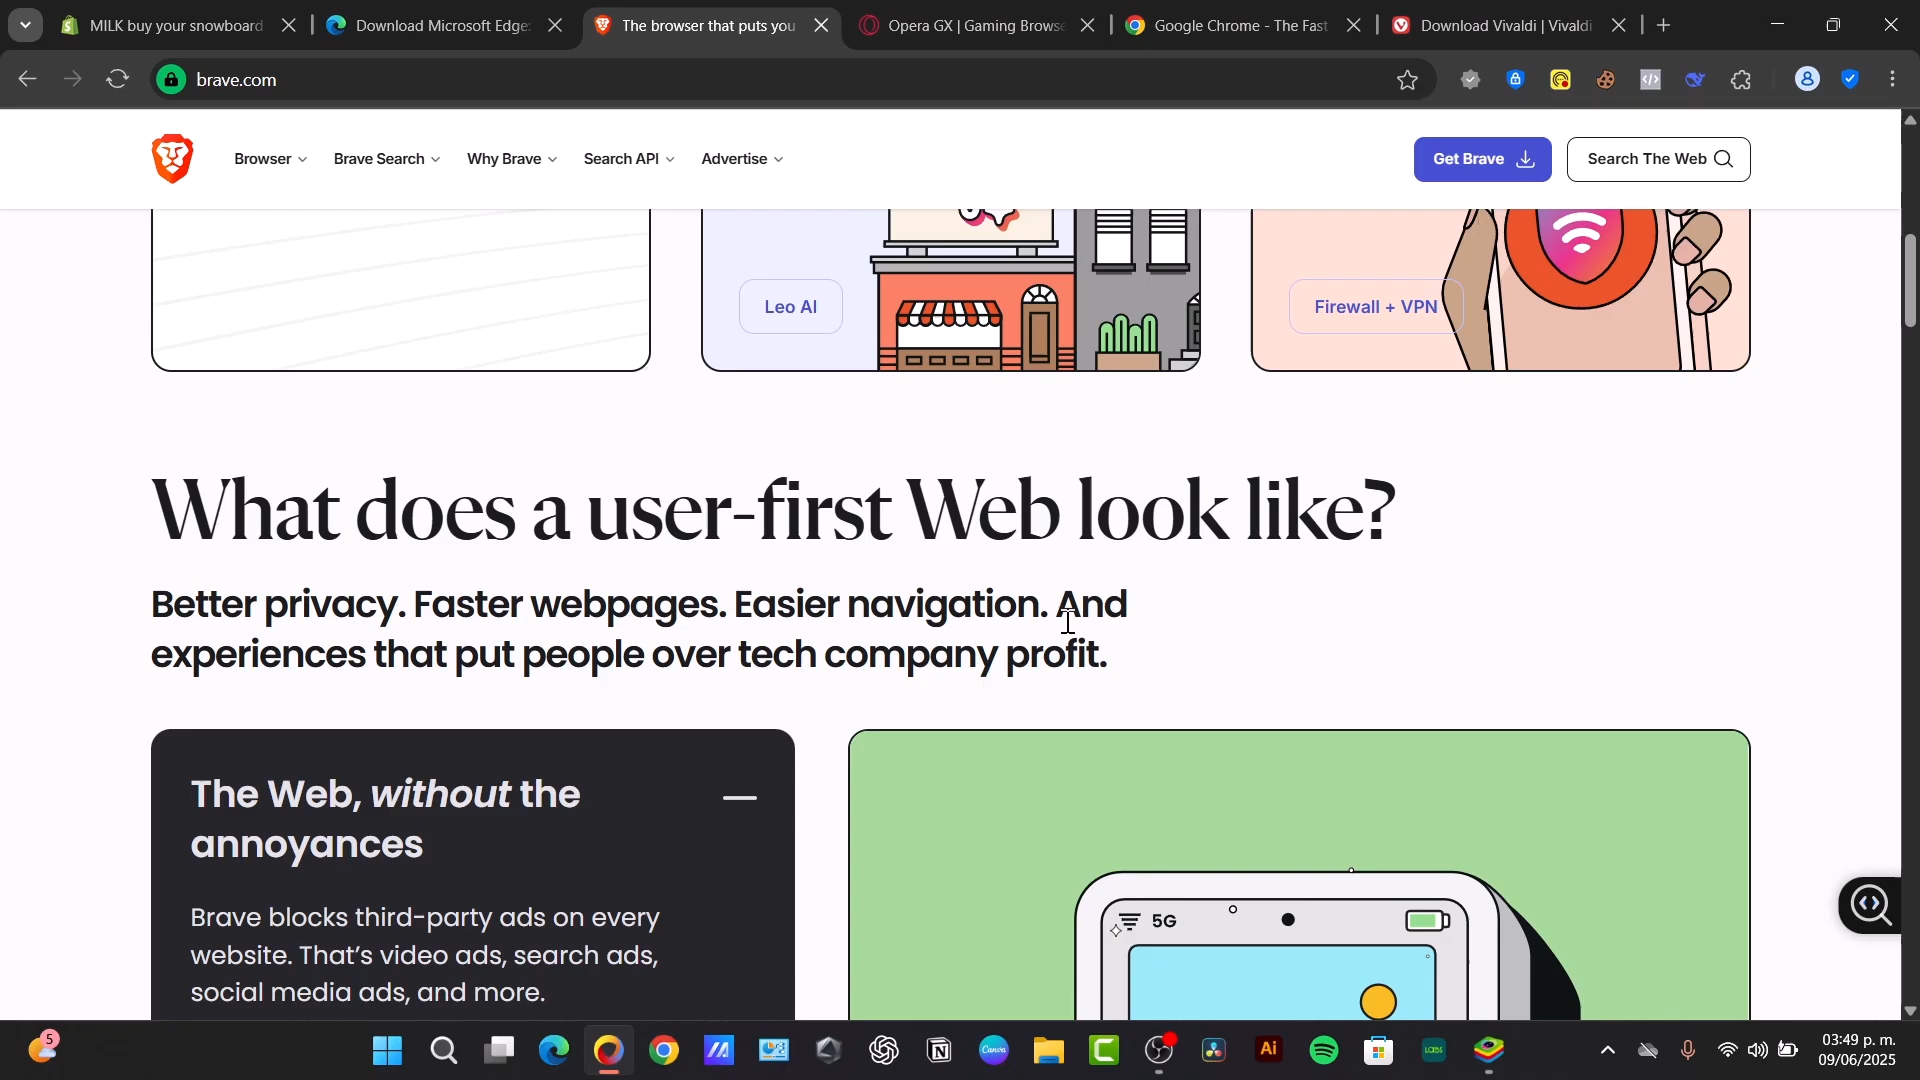 MILK buy your snowboard
Download Microsoft Edge
The browser that puts you
Opera GX | Gaming Browse
Google Chrome - The Fast
Download Vivaldi | Vivaldi
brave.com
Browser
Brave Search
Why Brave
Search API
Advertise
Get Brave
Search The Web
Leo AI
Firewall + VPN
What does a user-first Web look like?
Better privacy. Faster webpages. Easier navigation. And
experiences that put people over tech company profit.
The Web, without the
annoyances
Brave blocks third-party ads on every
website. That's video ads, search ads,
social media ads, and more.
5G
5
Canva
Ai
LABS
03:49 p. m.
09/06/2025